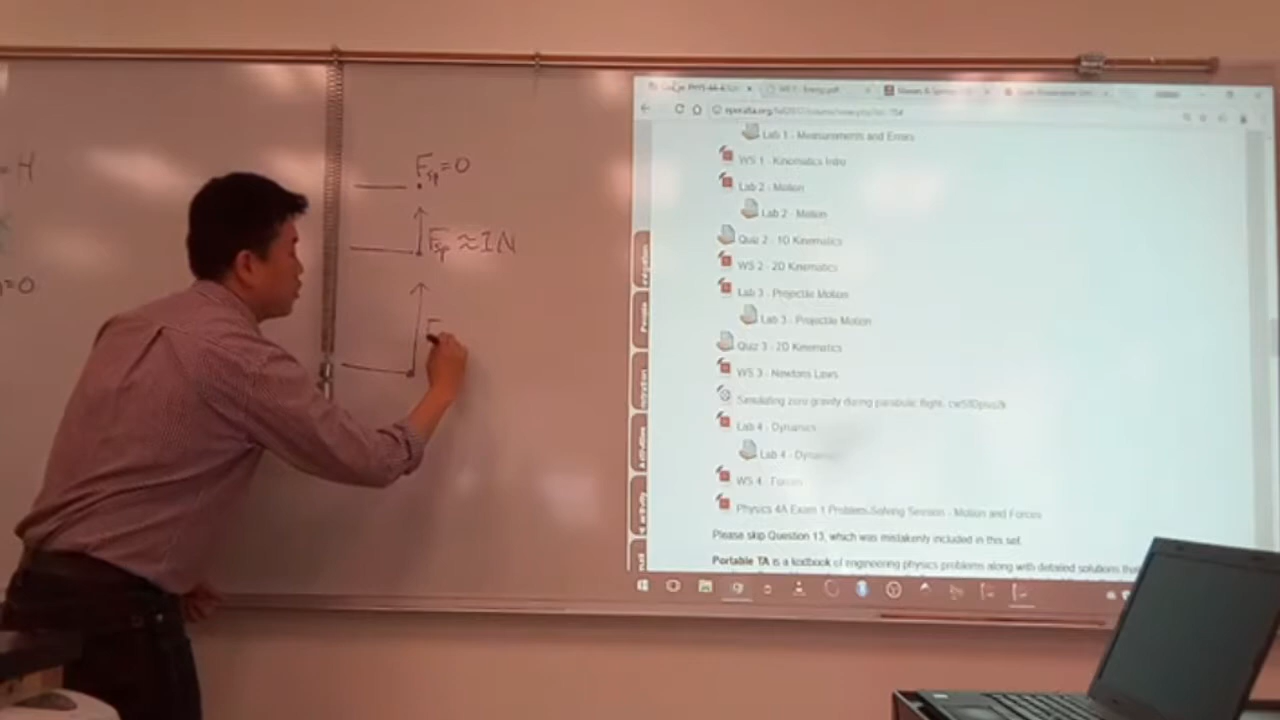 = H
=0
F_sp = 0
F_sp ≈ 1N
F
Lab 1 - Measurements and Errors
WS 1 - Kinematics Intro
Lab 2 - Motion
Lab 2 - Motion
Quiz 2 - 1D Kinematics
WS 2 - 2D Kinematics
Lab 3 - Projectile Motion
Lab 3 - Projectile Motion
Quiz 3 - 2D Kinematics
WS 3 - Newtons Laws
Simulating zero gravity during parabolic flight.
Lab 4 - Dynamics
Lab 4 - Dynamics
WS 4 - Forces
Physics 4A Exam 1 Problem-Solving Session - Motion and Forces
Please skip Question 13, which was mistakenly included in this set.
Portable TA is a textbook of engineering physics problems along with detailed solutions